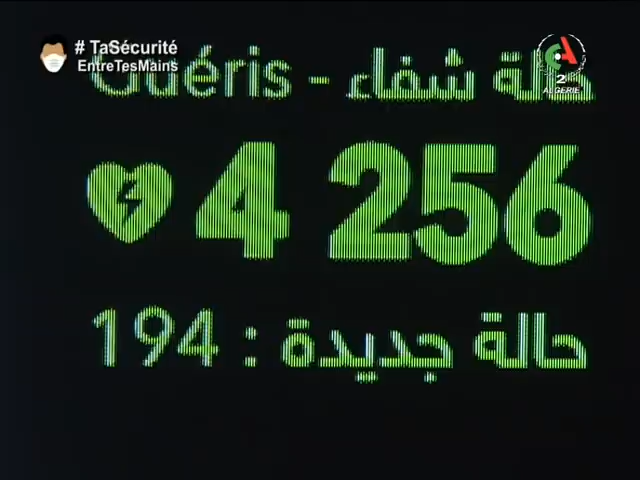 # TaSécurité
EntreTesMains
2
ALGERIE
Guéris - حالة شفاء
4 256
194 : حالة جديدة